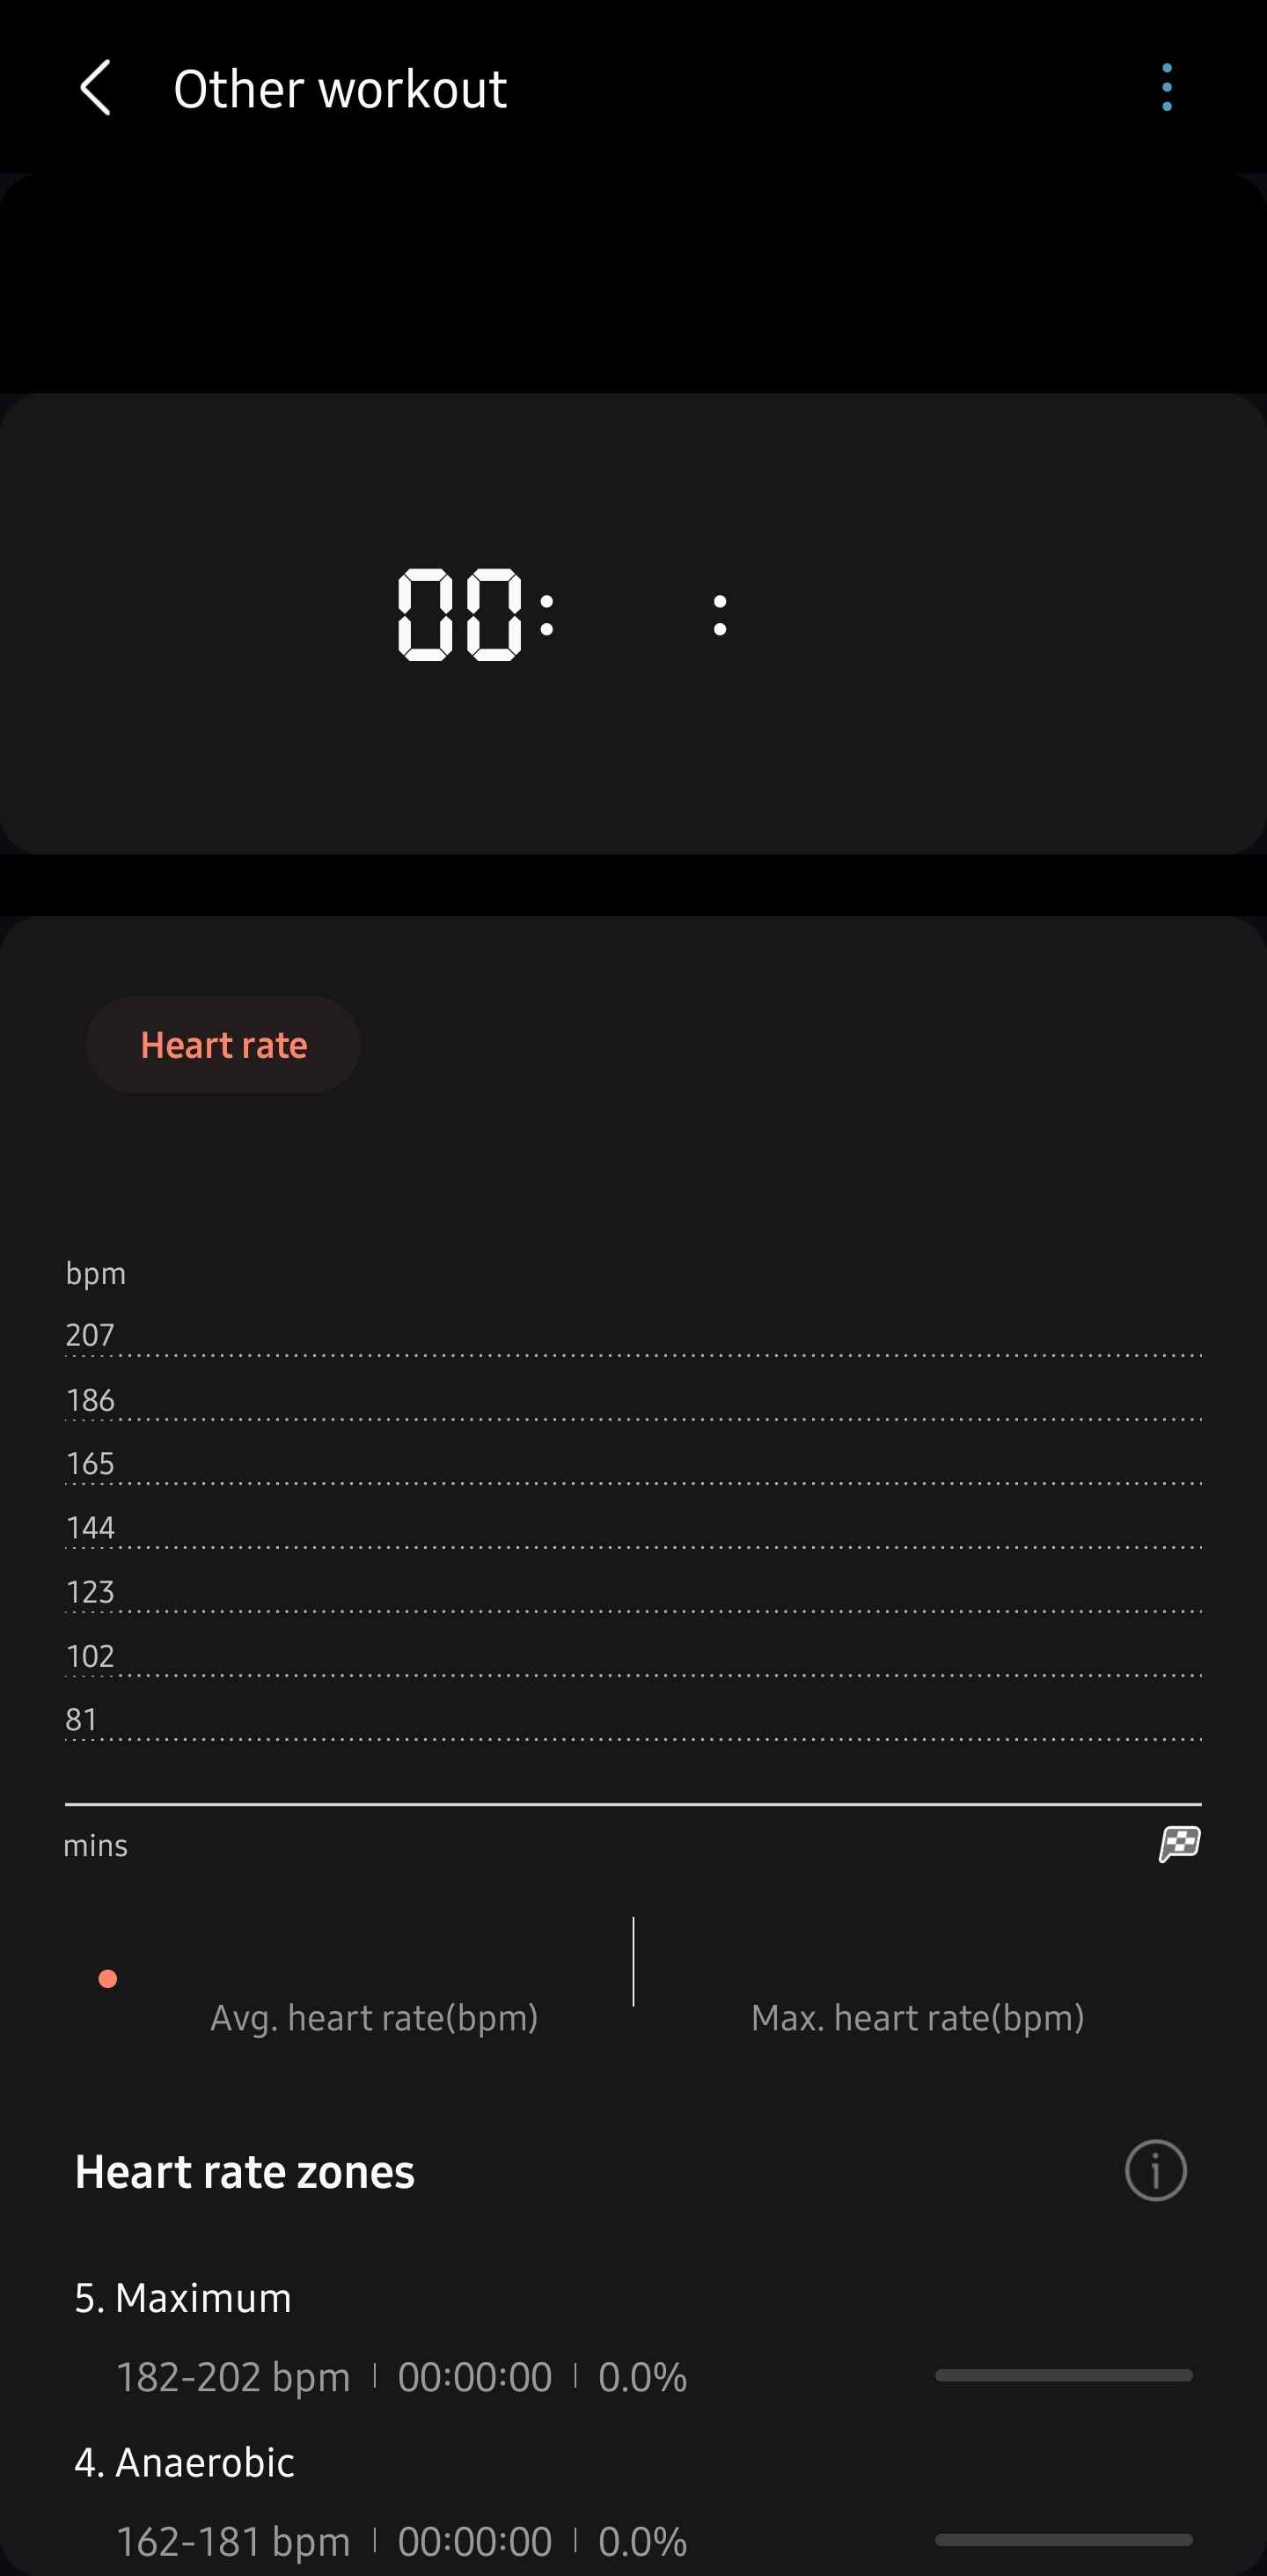 Other workout
00: :
Heart rate
bpm
207
186
165
144
123
102
81
mins
Avg. heart rate(bpm)
Max. heart rate(bpm)
Heart rate zones
5. Maximum
182-202 bpm | 00:00:00 | 0.0%
4. Anaerobic
162-181 bpm | 00:00:00 | 0.0%